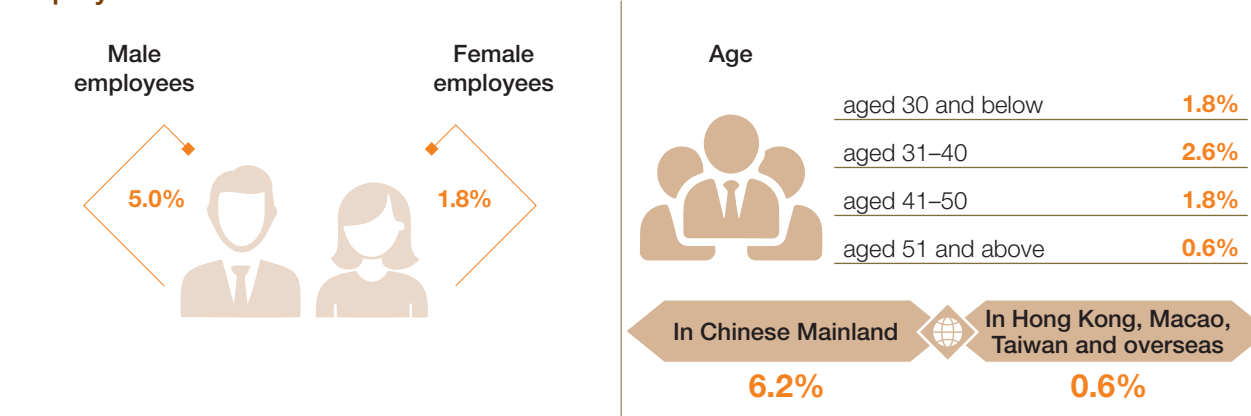 Male
employees
Female
employees
5.0%
1.8%
Age
aged 30 and below 1.8%
aged 31–40 2.6%
aged 41–50 1.8%
aged 51 and above 0.6%
In Chinese Mainland
6.2%
In Hong Kong, Macao,
Taiwan and overseas
0.6%